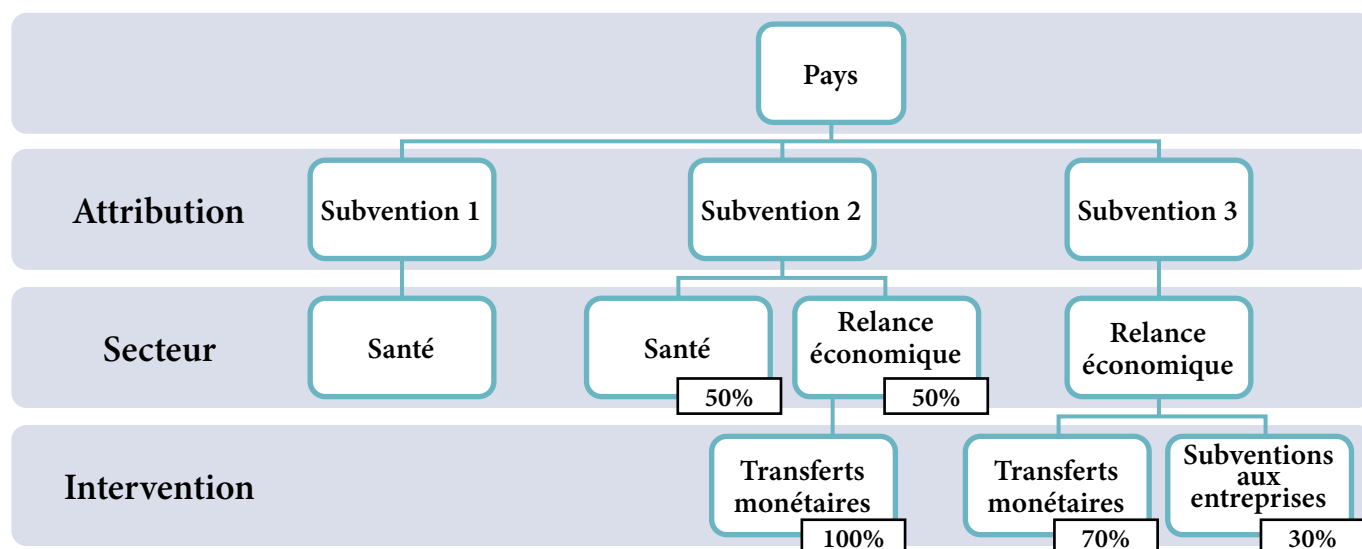 Pays
Attribution
Subvention 1
Subvention 2
Subvention 3
Secteur
Santé
Santé
50%
Relance
économique
50%
Relance
économique
Intervention
Transferts
monétaires
100%
Transferts
monétaires
70%
Subventions
aux
entreprises
30%